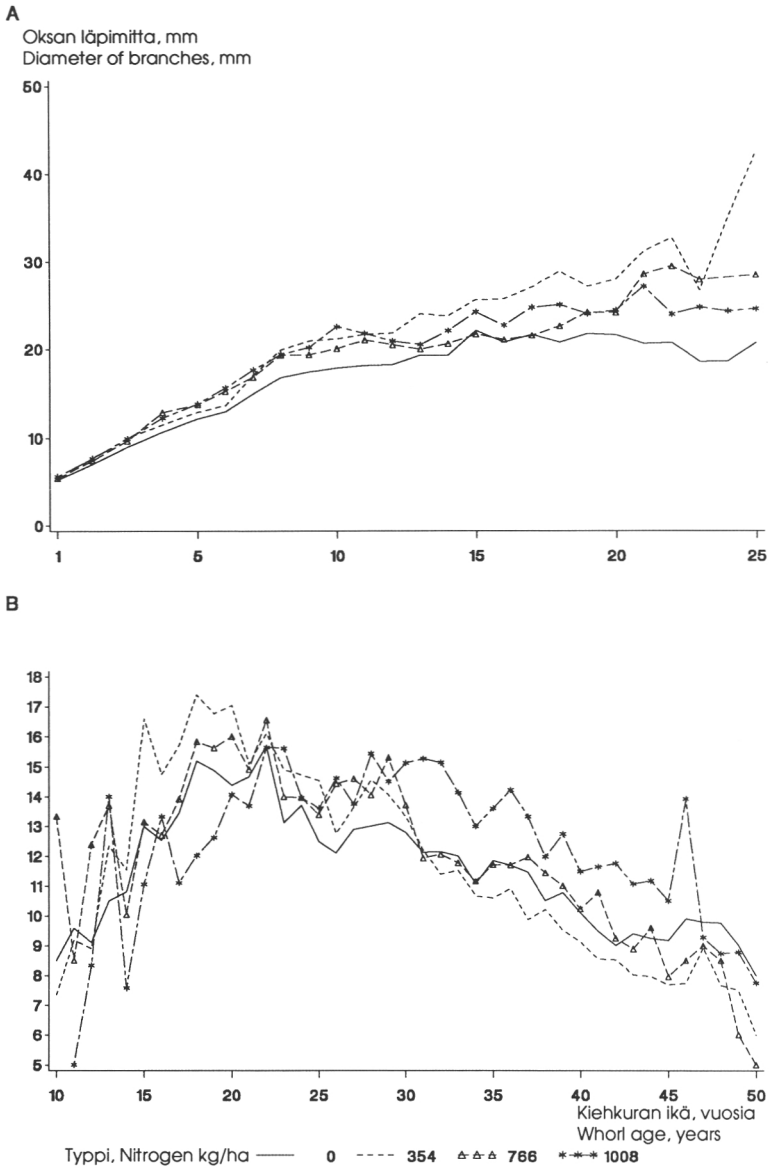 A
Oksan läpimitta, mm
Diameter of branches, mm
50
40
30
20
10
0
1 5 10 15 20 25
B
18
17
16
15
14
13
12
11
10
9
8
7
6
5
10 15 20 25 30 35 40 45 50
Kiehkuran ikä, vuosia
Whorl age, years
Typpi, Nitrogen kg/ha 0 354 766 1008